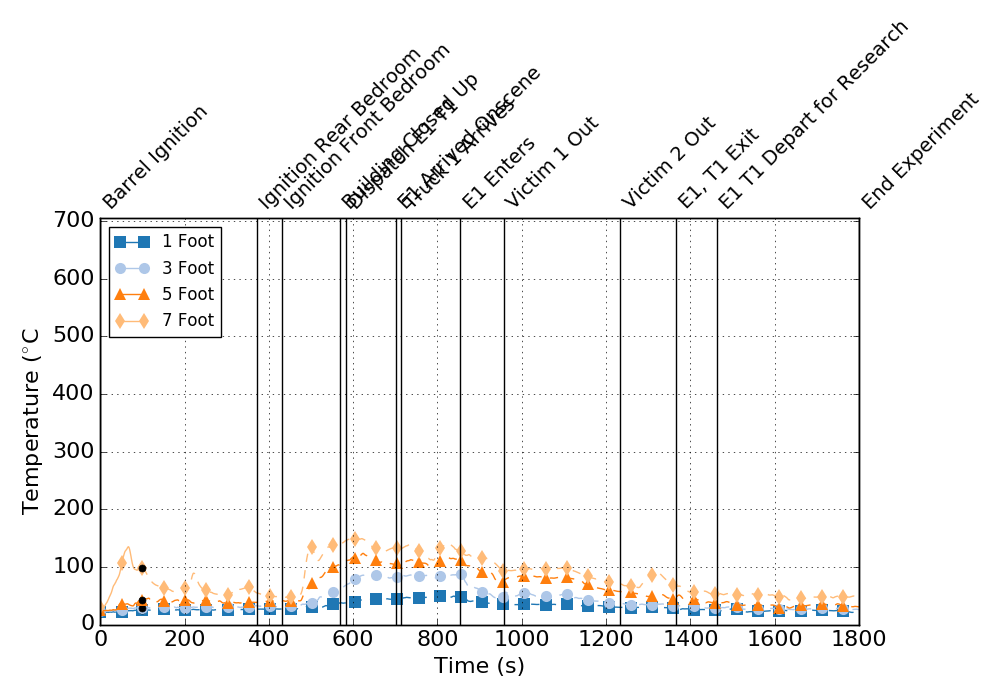 Barrel Ignition
Ignition Rear Bedroom
Ignition Front Bedroom
Building Closed Up
Dispatch E1 T1
E1 Arrived Onscene
Truck 1 Arrives
E1 Enters
Victim 1 Out
Victim 2 Out
E1, T1 Exit
E1 T1 Depart for Research
End Experiment
700
600
500
400
300
200
100
0
Temperature (°C
1 Foot
3 Foot
5 Foot
7 Foot
0 200 400 600 800 1000 1200 1400 1600 1800
Time (s)